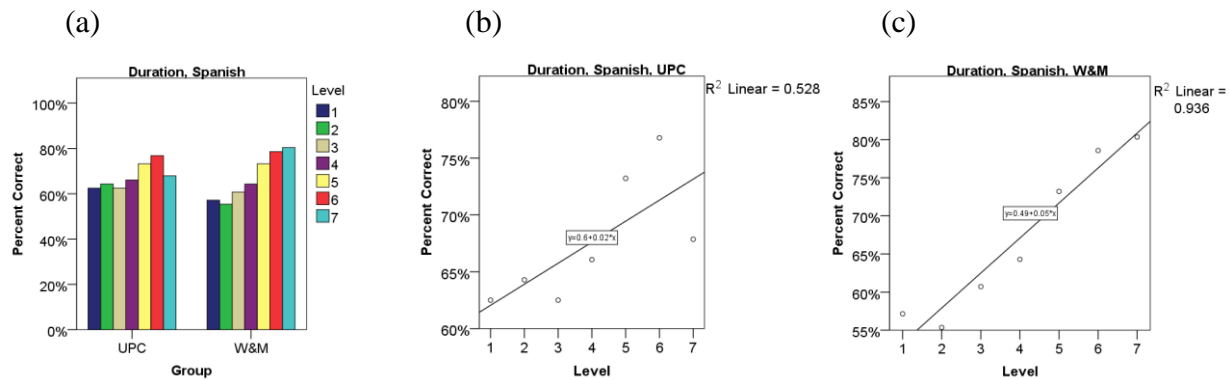 (a)
Duration, Spanish
Percent Correct
100%
80%
60%
40%
20%
0%
UPC
W&M
Group
Level
1
2
3
4
5
6
7
(b)
Duration, Spanish, UPC
R² Linear = 0.528
Percent Correct
80%
75%
70%
65%
60%
y=0.6+0.02*x
1 2 3 4 5 6 7
Level
(c)
Duration, Spanish, W&M
R² Linear =
0.936
Percent Correct
85%
80%
75%
70%
65%
60%
55%
y=0.49+0.05*x
1 2 3 4 5 6 7
Level